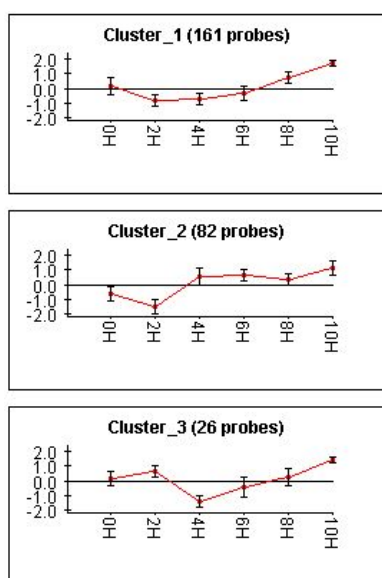 Cluster_1 (161 probes)
2.0
1.0
0.0
-1.0
-2.0
0H
2H
4H
6H
8H
10H
Cluster_2 (82 probes)
2.0
1.0
0.0
-1.0
-2.0
0H
2H
4H
6H
8H
10H
Cluster_3 (26 probes)
2.0
1.0
0.0
-1.0
-2.0
0H
2H
4H
6H
8H
10H